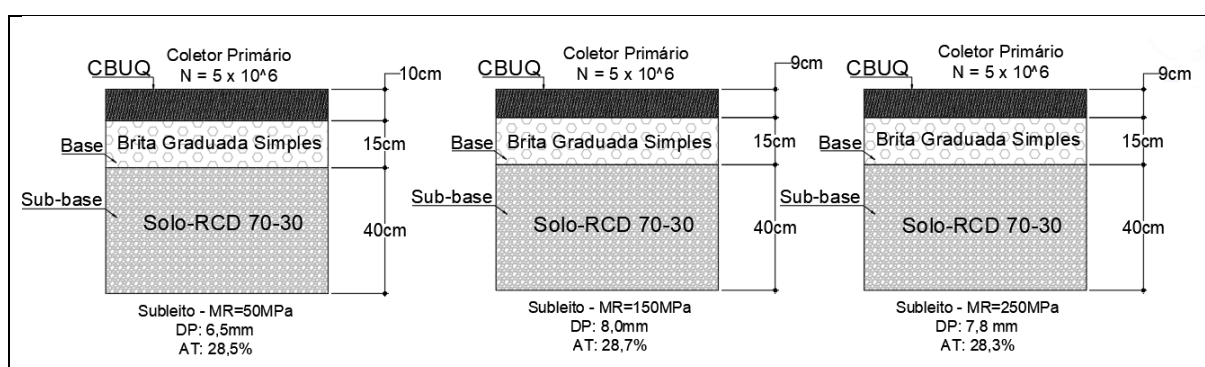 Coletor Primário
N = 5 x 10^6
10cm
CBUQ
Base
Brita Graduada Simples
15cm
Sub-base
Solo-RCD 70-30
40cm
Subleito - MR=50MPa
DP: 6,5mm
AT: 28,5%
Coletor Primário
N = 5 x 10^6
9cm
CBUQ
Base
Brita Graduada Simples
15cm
Sub-base
Solo-RCD 70-30
40cm
Subleito - MR=150MPa
DP: 8,0mm
AT: 28,7%
Coletor Primário
N = 5 x 10^6
9cm
CBUQ
Base
Brita Graduada Simples
15cm
Sub-base
Solo-RCD 70-30
40cm
Subleito - MR=250MPa
DP: 7,8 mm
AT: 28,3%